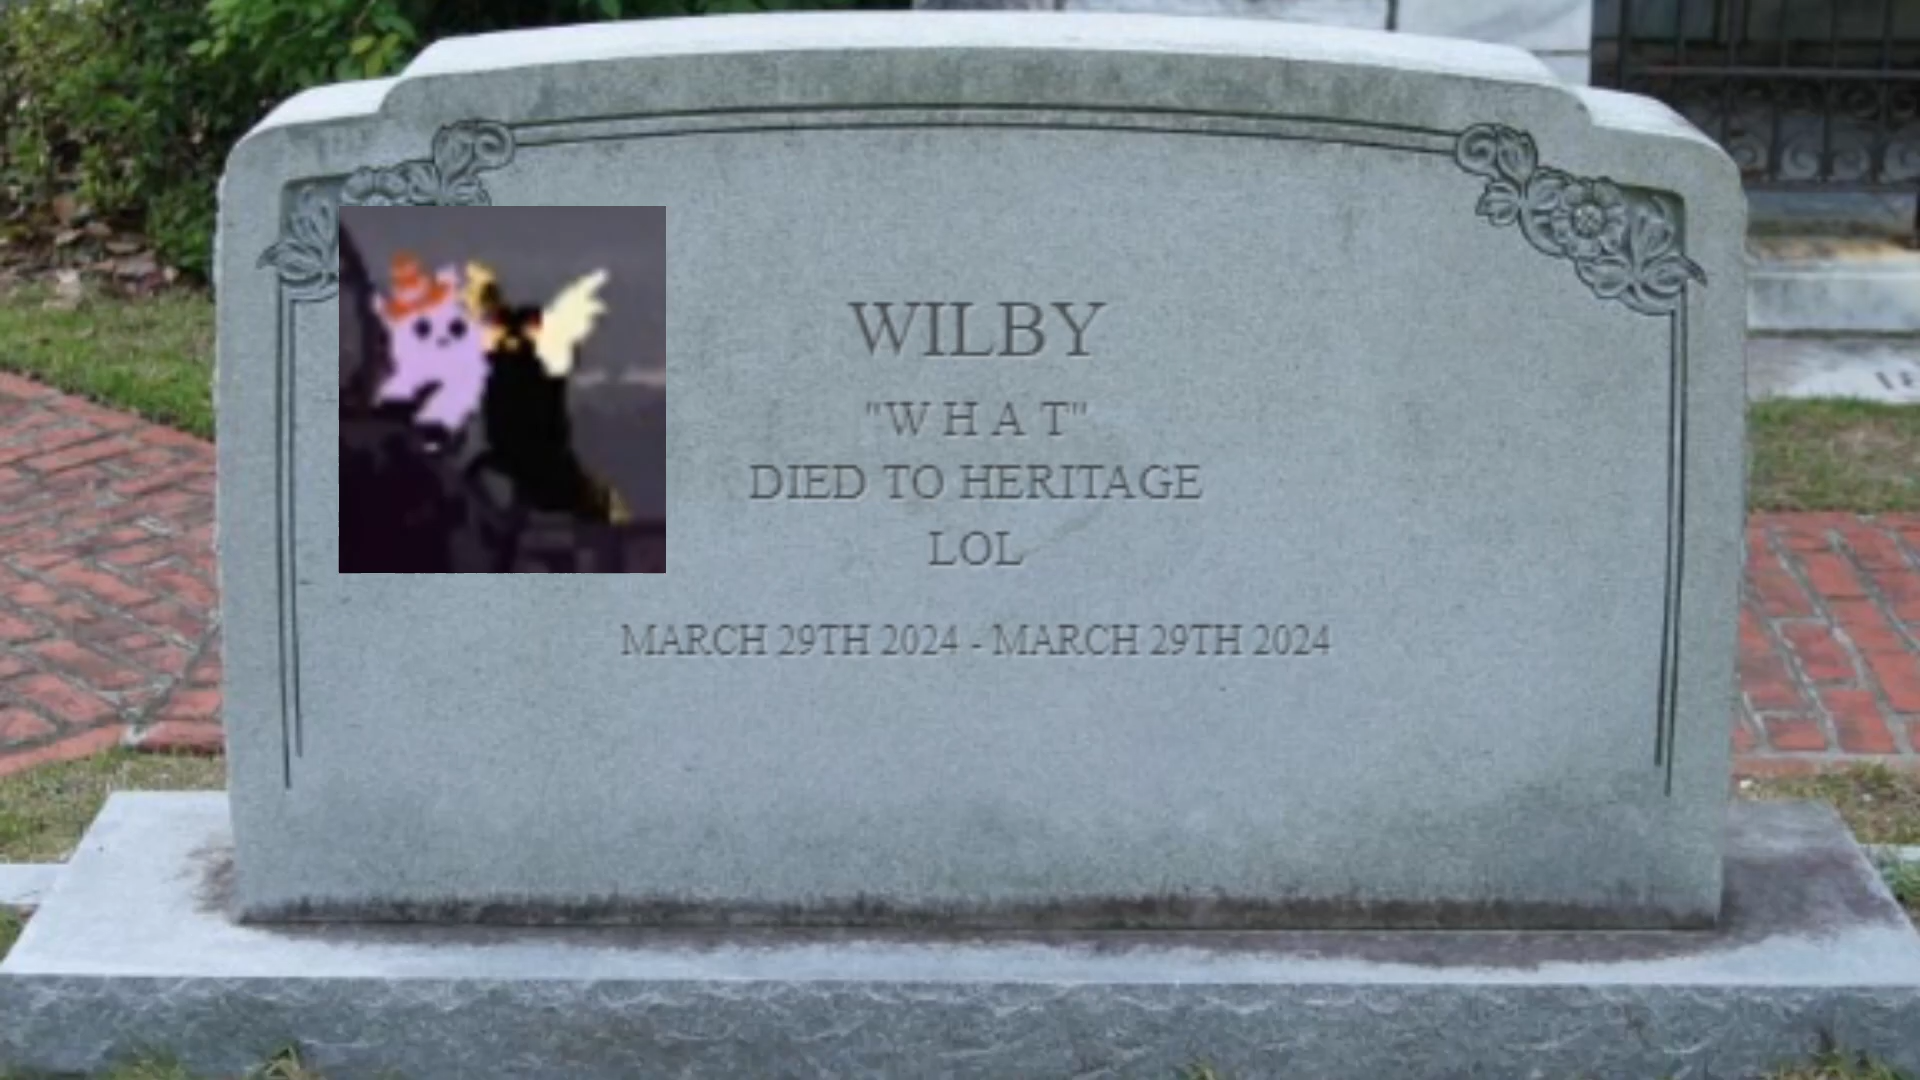 WILBY
"W H A T"
DIED TO HERITAGE
LOL
MARCH 29TH 2024 - MARCH 29TH 2024